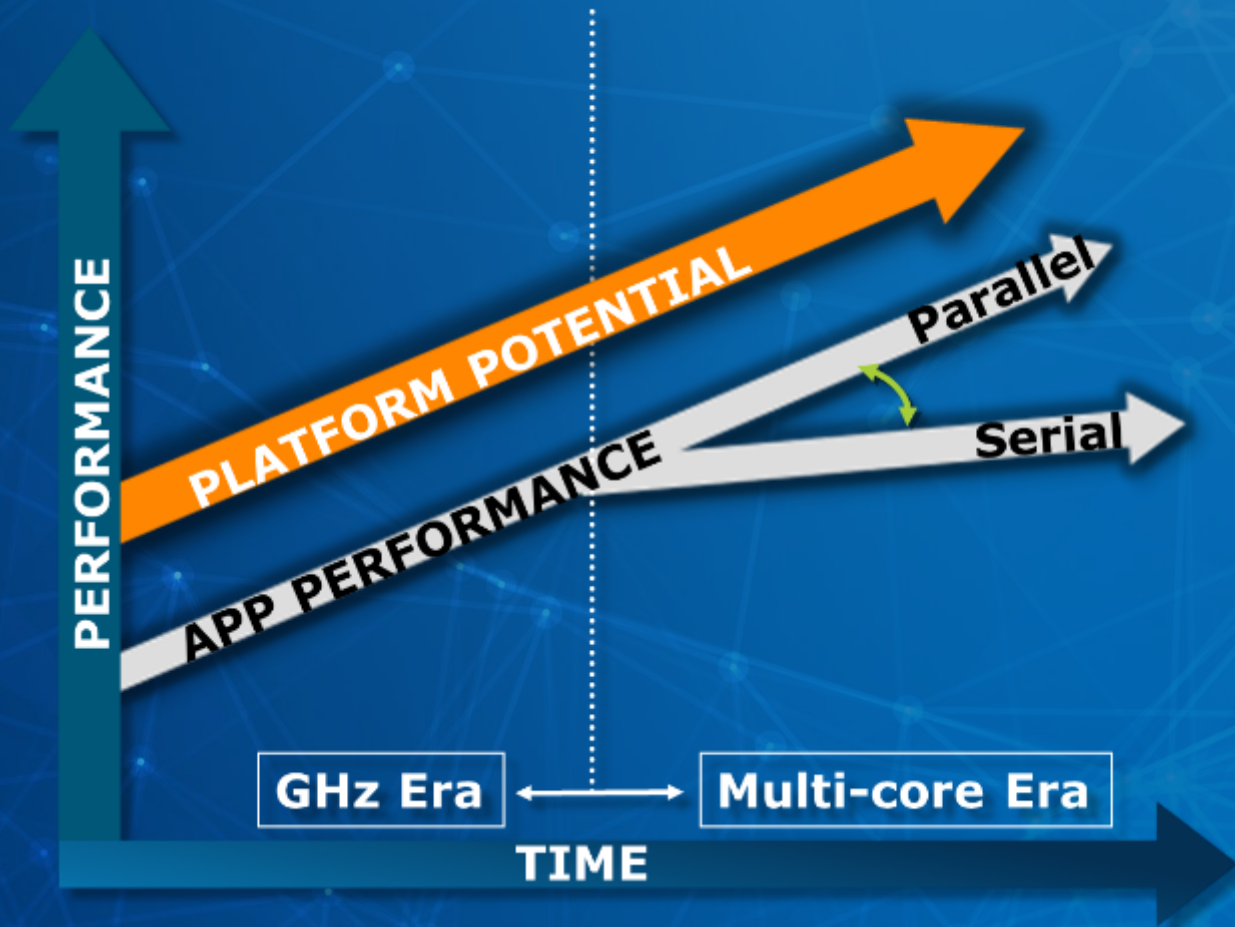 PERFORMANCE
PLATFORM POTENTIAL
APP PERFORMANCE
Parallel
Serial
GHz Era
Multi-core Era
TIME